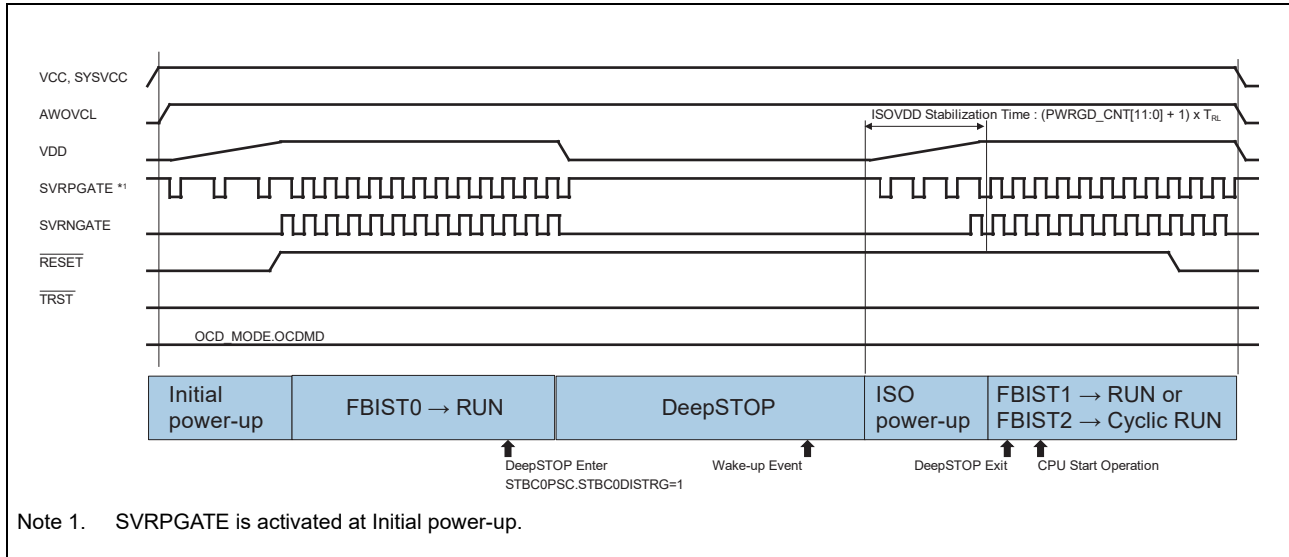 VCC, SYSVCC
AWOVCL
ISOVDD Stabilization Time : (PWRGD_CNT[11:0] + 1) x TRL
VDD
SVRPGATE *1
SVRNGATE
RESET
TRST
OCD_MODE.OCDMD
Initial
power-up
FBIST0 → RUN
DeepSTOP
ISO
power-up
FBIST1 → RUN or
FBIST2 → Cyclic RUN
DeepSTOP Enter
STBC0PSC.STBC0DISTRG=1
Wake-up Event
DeepSTOP Exit
CPU Start Operation
Note 1. SVRPGATE is activated at Initial power-up.